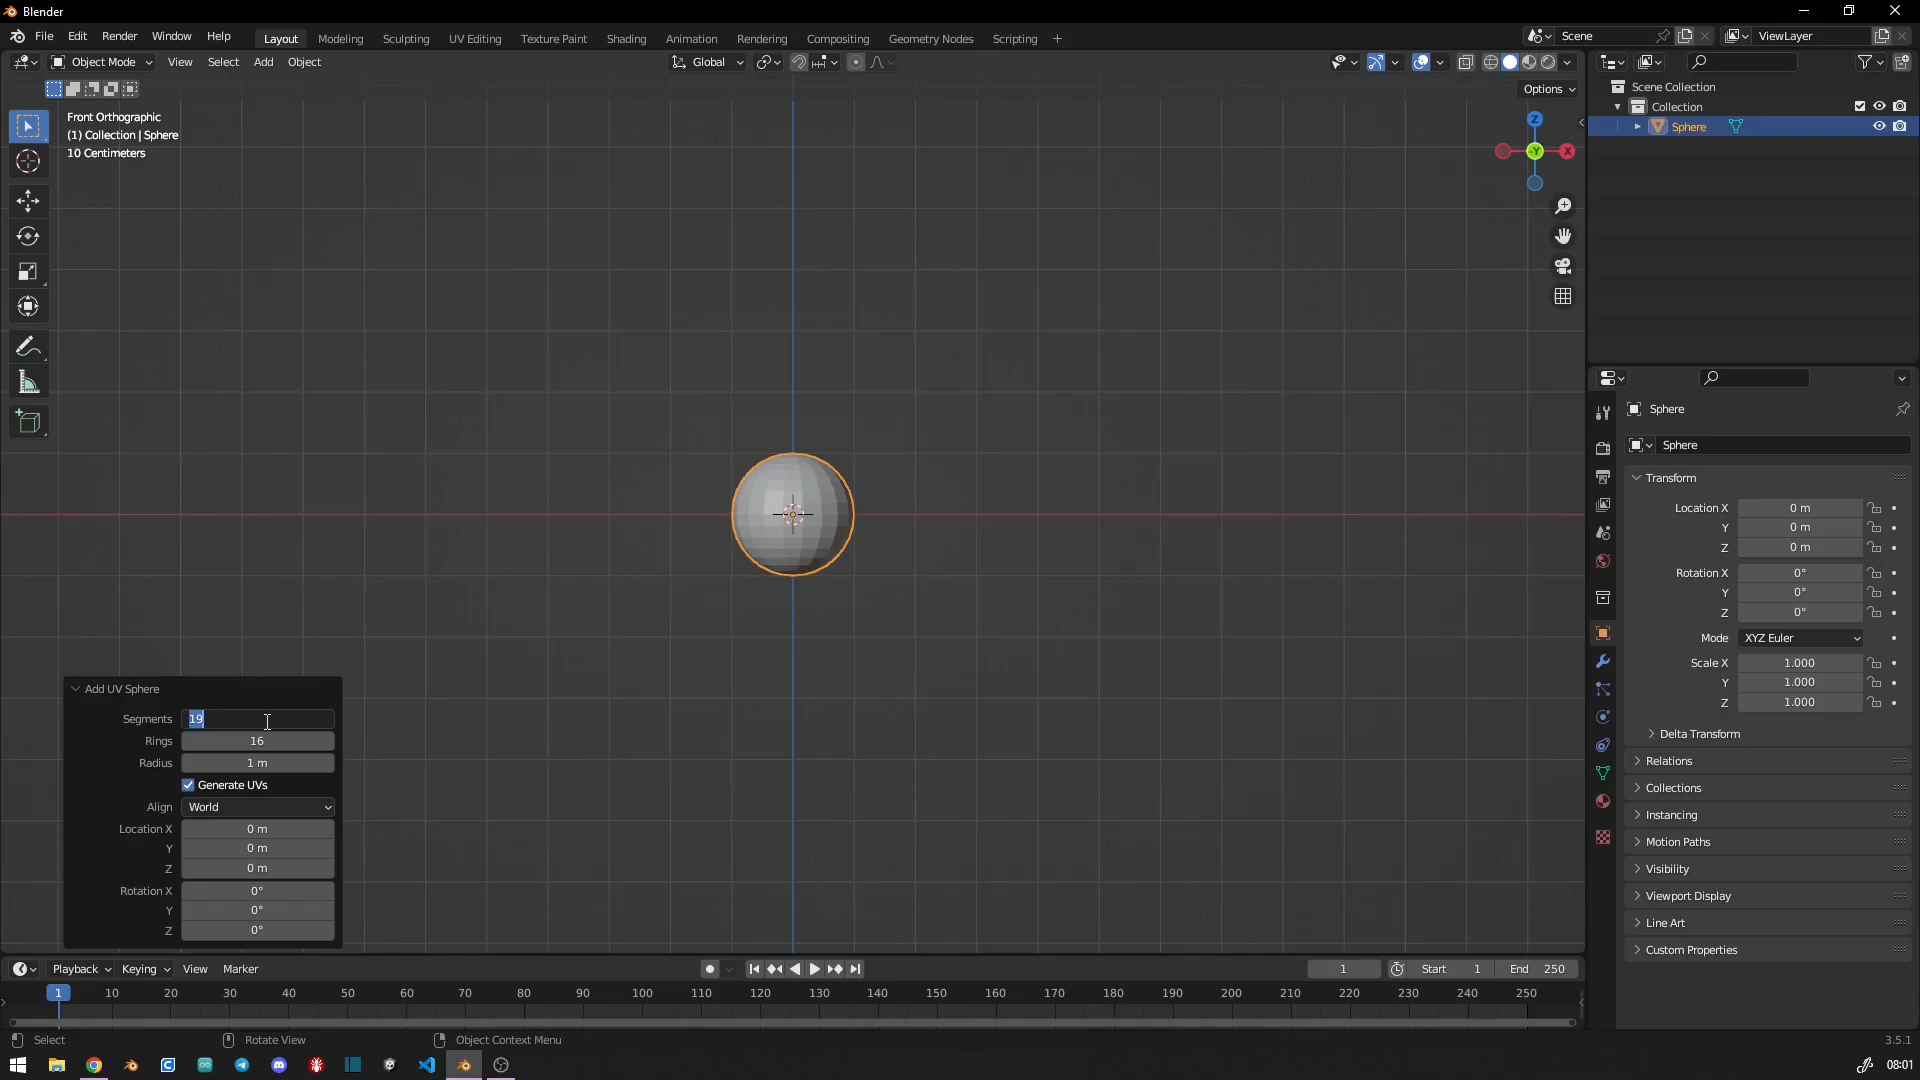 Blender
File Edit Render Window Help
Layout Modeling Sculpting UV Editing Texture Paint Shading Animation Rendering Compositing Geometry Nodes Scripting +
Scene
ViewLayer
Object Mode View Select Add Object
Global
Options
Front Orthographic
(1) Collection | Sphere
10 Centimeters
Z
-Y
X
Scene Collection
Collection
Sphere
Sphere
Sphere
Transform
Location X 0 m
Y 0 m
Z 0 m
Rotation X 0°
Y 0°
Z 0°
Mode XYZ Euler
Scale X 1.000
Y 1.000
Z 1.000
Delta Transform
Relations
Collections
Instancing
Motion Paths
Visibility
Viewport Display
Line Art
Custom Properties
Add UV Sphere
Segments 19
Rings 16
Radius 1 m
Generate UVs
Align World
Location X 0 m
Y 0 m
Z 0 m
Rotation X 0°
Y 0°
Z 0°
Playback Keying View Marker
1 Start 1 End 250
1 10 20 30 40 50 60 70 80 90 100 110 120 130 140 150 160 170 180 190 200 210 220 230 240 250
Select Rotate View Object Context Menu
3.5.1
08:01